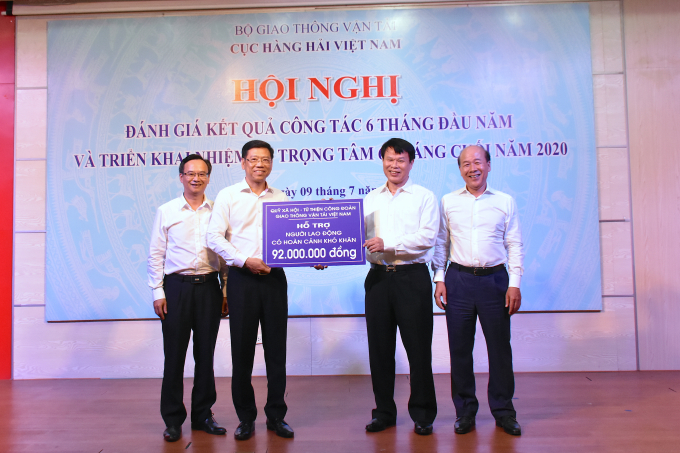 BỘ GIAO THÔNG VẬN TẢI
CỤC HÀNG HẢI VIỆT NAM
HỘI NGHỊ
ĐÁNH GIÁ KẾT QUẢ CÔNG TÁC 6 THÁNG ĐẦU NĂM
VÀ TRIỂN KHAI NHIỆM TRỌNG TÂM CUỐI NĂM 2020
09 tháng 7
QUỸ XÃ HỘI - TỪ THIỆN CÔNG ĐOÀN
GIAO THÔNG VẬN TẢI VIỆT NAM
HỖ TRỢ
NGƯỜI LAO ĐỘNG
CÓ HOÀN CẢNH KHÓ KHĂN
92.000.000 đồng